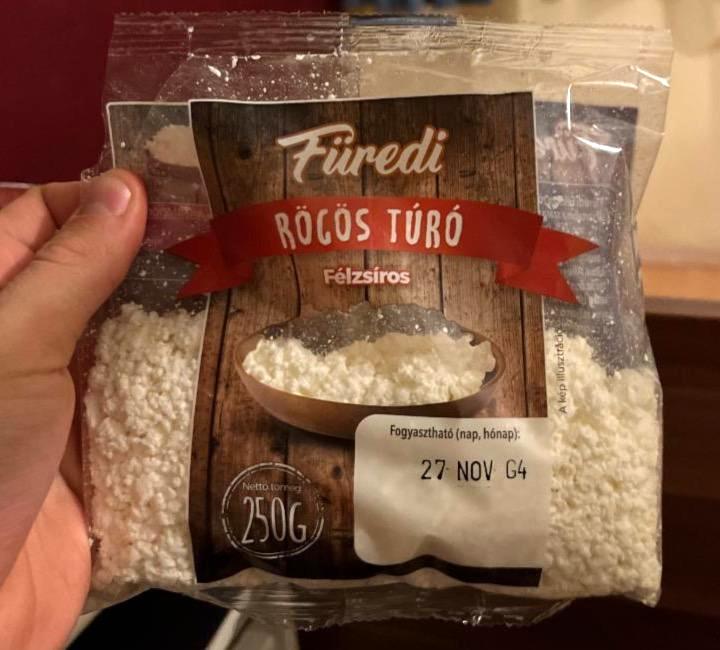 Füredi
RÖGÖS TÚRÓ
Félzsíros
A kép illusztráció
Fogyasztható (nap, hónap):
27 NOV G4
Nettó tömeg
250G